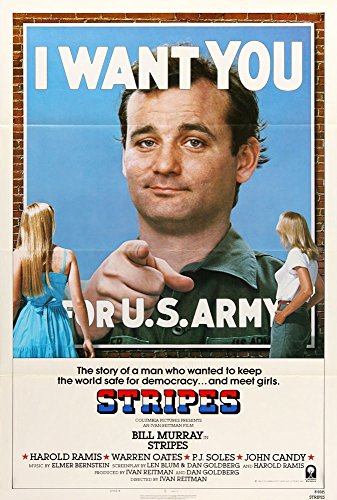 I WANT YOU
FOR U.S. ARMY
The story of a man who wanted to keep
the world safe for democracy...and meet girls.
STRIPES
COLUMBIA PICTURES PRESENTS
AN IVAN REITMAN FILM
BILL MURRAY IN
STRIPES
★HAROLD RAMIS ★ WARREN OATES ★ P.J. SOLES ★ JOHN CANDY★
MUSIC BY ELMER BERNSTEIN SCREENPLAY BY LEN BLUM & DAN GOLDBERG AND HAROLD RAMIS
PRODUCED BY IVAN REITMAN AND DAN GOLDBERG
DIRECTED BY IVAN REITMAN
STRIPES